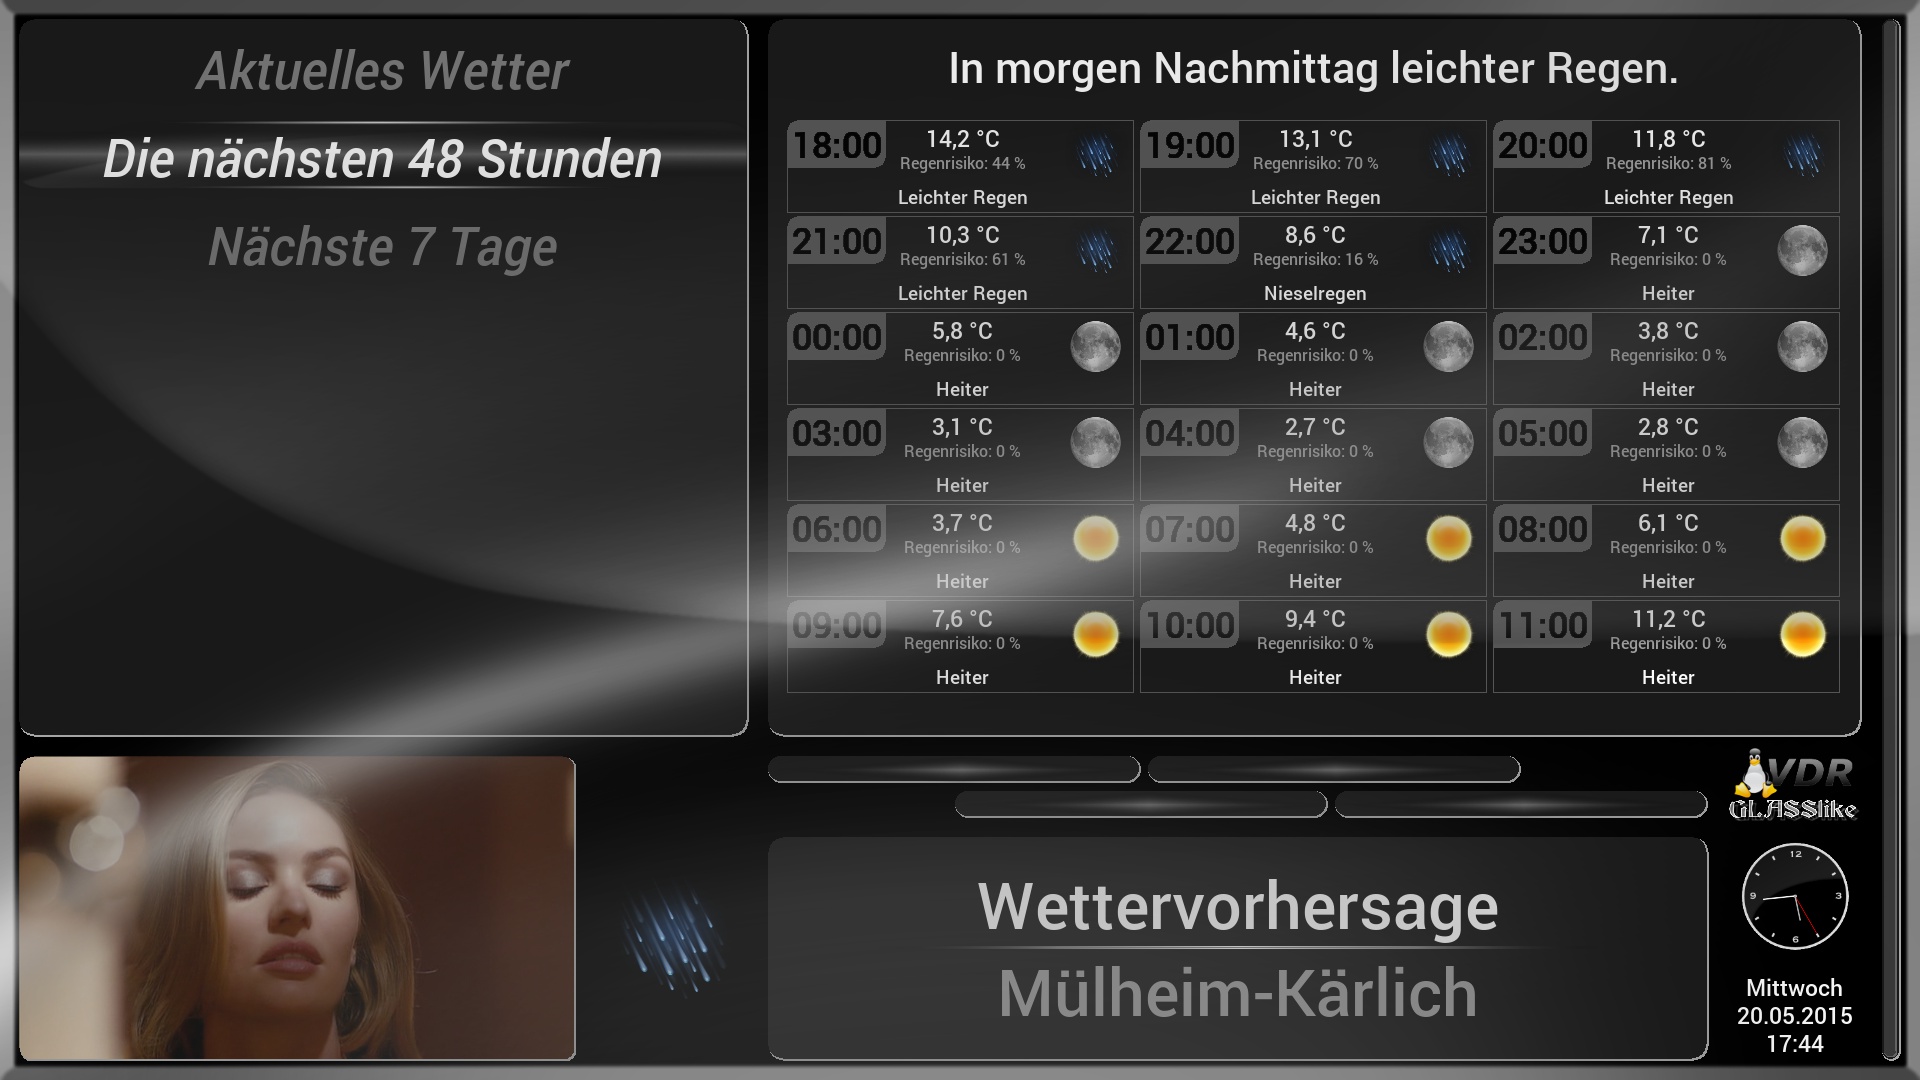 Aktuelles Wetter
Die nächsten 48 Stunden
Nächste 7 Tage
In morgen Nachmittag leichter Regen.
18:00 14,2 °C
Regenrisiko: 44 %
Leichter Regen
19:00 13,1 °C
Regenrisiko: 70 %
Leichter Regen
20:00 11,8 °C
Regenrisiko: 81 %
Leichter Regen
21:00 10,3 °C
Regenrisiko: 61 %
Leichter Regen
22:00 8,6 °C
Regenrisiko: 16 %
Nieselregen
23:00 7,1 °C
Regenrisiko: 0 %
Heiter
00:00 5,8 °C
Regenrisiko: 0 %
Heiter
01:00 4,6 °C
Regenrisiko: 0 %
Heiter
02:00 3,8 °C
Regenrisiko: 0 %
Heiter
03:00 3,1 °C
Regenrisiko: 0 %
Heiter
04:00 2,7 °C
Regenrisiko: 0 %
Heiter
05:00 2,8 °C
Regenrisiko: 0 %
Heiter
06:00 3,7 °C
Regenrisiko: 0 %
Heiter
07:00 4,8 °C
Regenrisiko: 0 %
Heiter
08:00 6,1 °C
Regenrisiko: 0 %
Heiter
09:00 7,6 °C
Regenrisiko: 0 %
Heiter
10:00 9,4 °C
Regenrisiko: 0 %
Heiter
11:00 11,2 °C
Regenrisiko: 0 %
Heiter
VDR
GLASSlike
Wettervorhersage
Mülheim-Kärlich
12
9 3
6
Mittwoch
20.05.2015
17:44